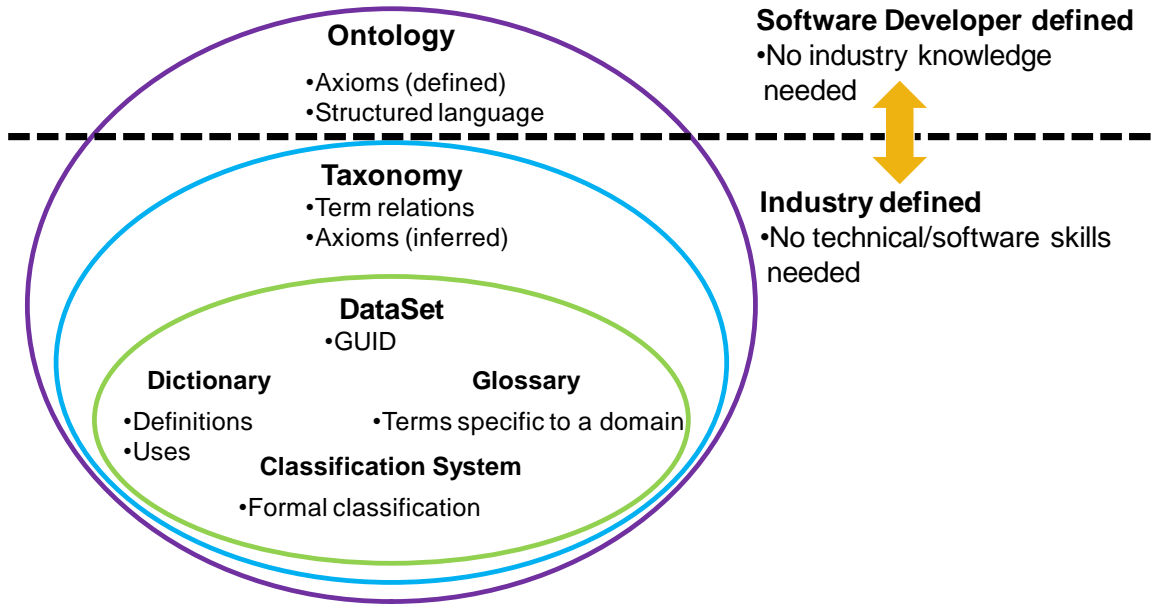 Ontology
•Axioms (defined)
•Structured language
Software Developer defined
•No industry knowledge
needed
Taxonomy
•Term relations
•Axioms (inferred)
Industry defined
•No technical/software skills
needed
DataSet
•GUID
Dictionary
•Definitions
•Uses
Glossary
•Terms specific to a domain
Classification System
•Formal classification